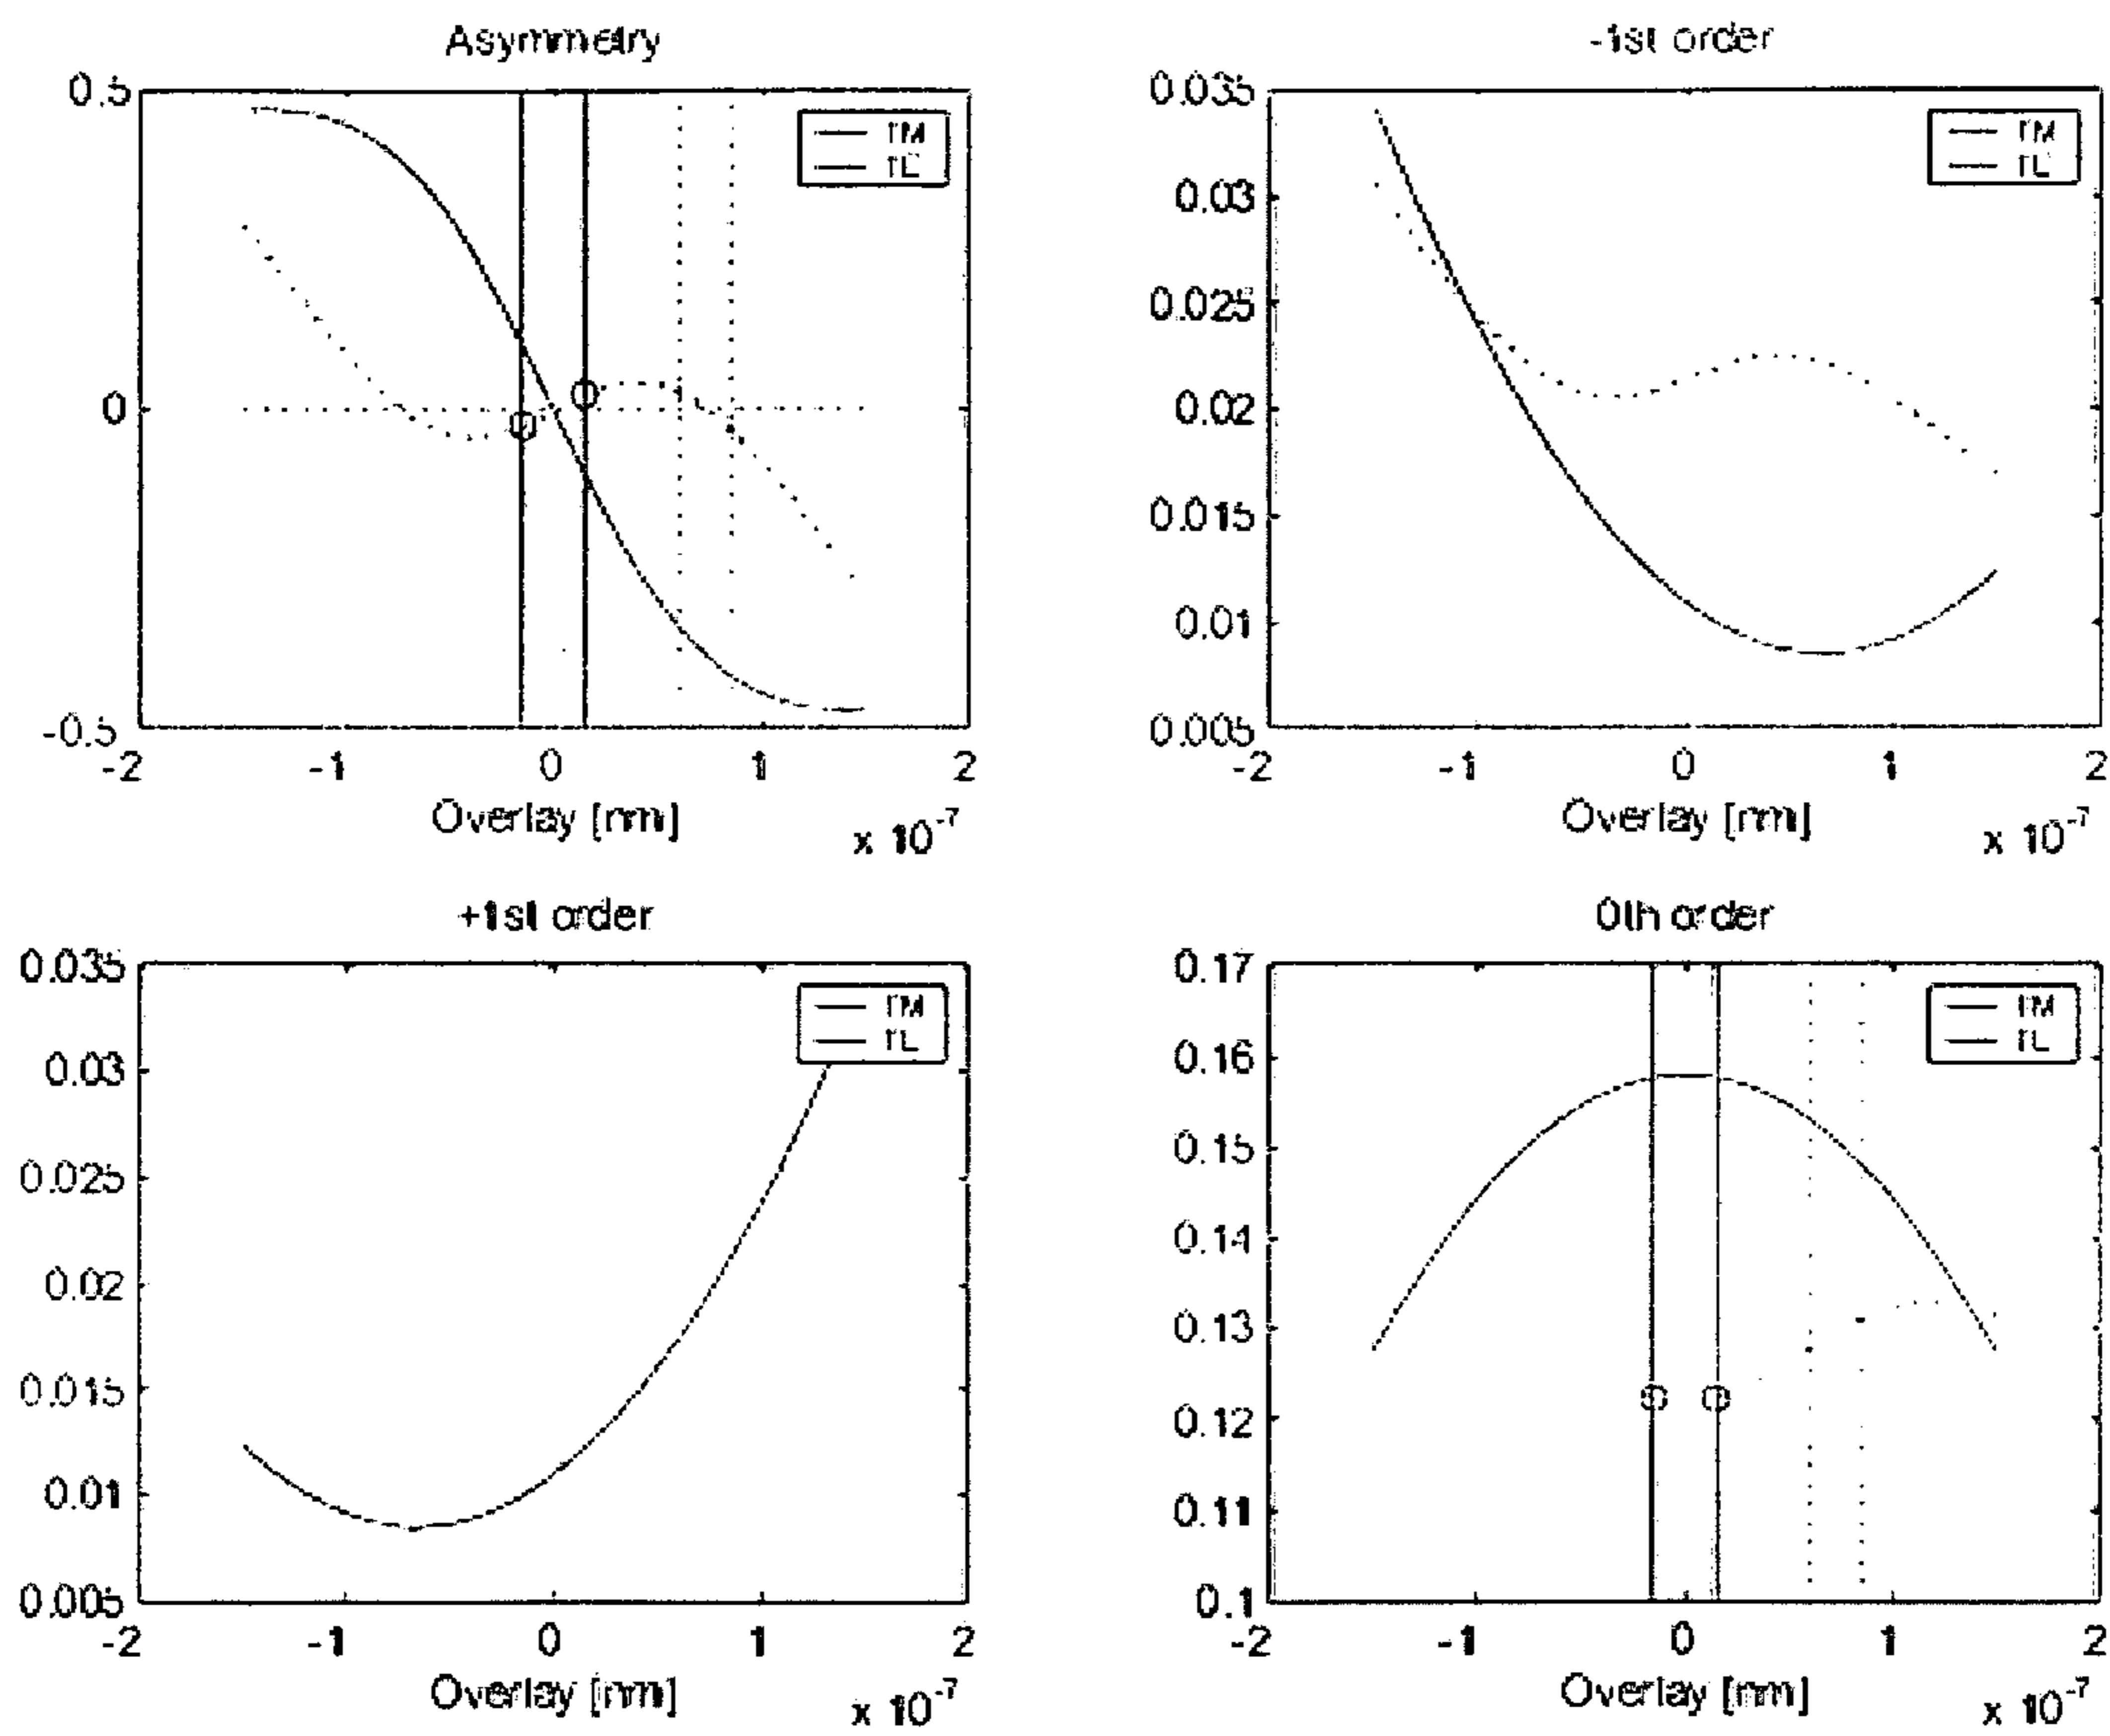 Asymmetry
0.5
0
-0.5
TM
TE
-2 -1 0 1 2
Overlay [nm]
x 10-7
-1st order
0.035
0.03
0.025
0.02
0.015
0.01
0.005
TM
TE
-2 -1 0 1 2
Overlay [nm]
x 10-7
+1st order
0.035
0.03
0.025
0.02
0.015
0.01
0.005
TM
TE
-2 -1 0 1 2
Overlay [nm]
x 10-7
0th order
0.17
0.16
0.15
0.14
0.13
0.12
0.11
0.1
TM
TE
-2 -1 0 1 2
Overlay [nm]
x 10-7